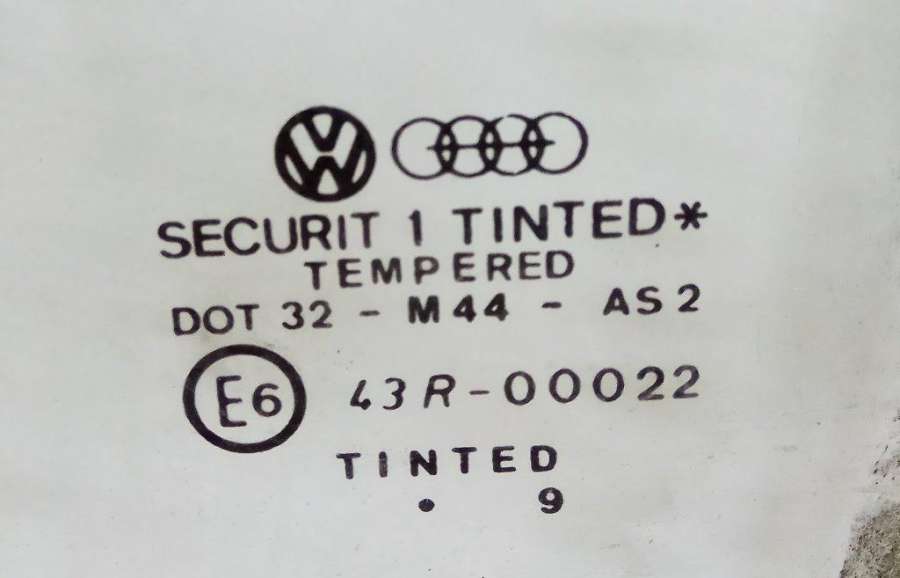 SECURIT 1 TINTED*
TEMPERED
DOT 32 - M44 - AS2
E6 43R-00022
TINTED
. 9